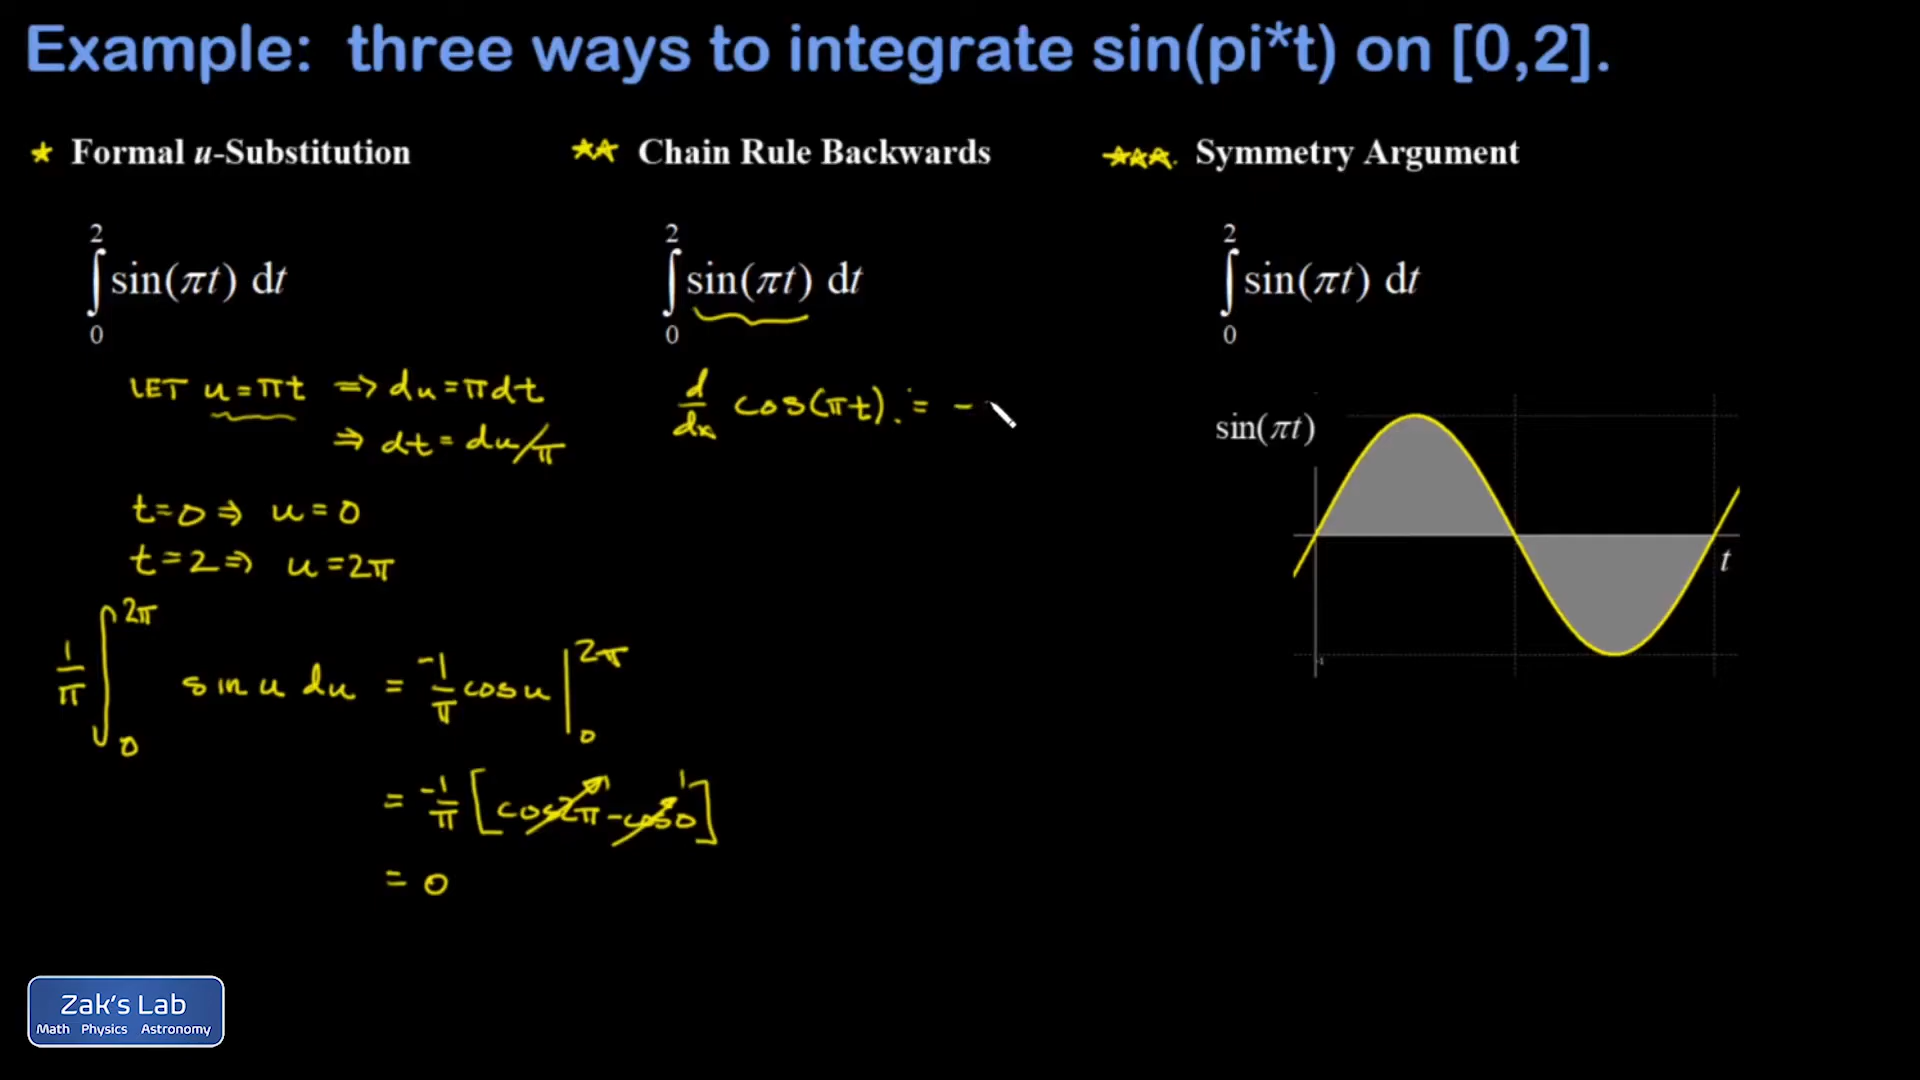 Example: three ways to integrate sin(pi*t) on [0,2].
★ Formal u-Substitution
∫₀² sin(πt) dt
LET u = πt ⇒ du = π dt
⇒ dt = du/π
t = 0 ⇒ u = 0
t = 2 ⇒ u = 2π
1/π ∫₀^2π sin u du = -1/π cos u |₀^2π
= -1/π [cos 2π - cos 0] 1
= 0
★★ Chain Rule Backwards
∫₀² sin(πt) dt
d/dx cos(πt) = -
★★★ Symmetry Argument
∫₀² sin(πt) dt
sin(πt)
t
-1
Zak's Lab
Math Physics Astronomy